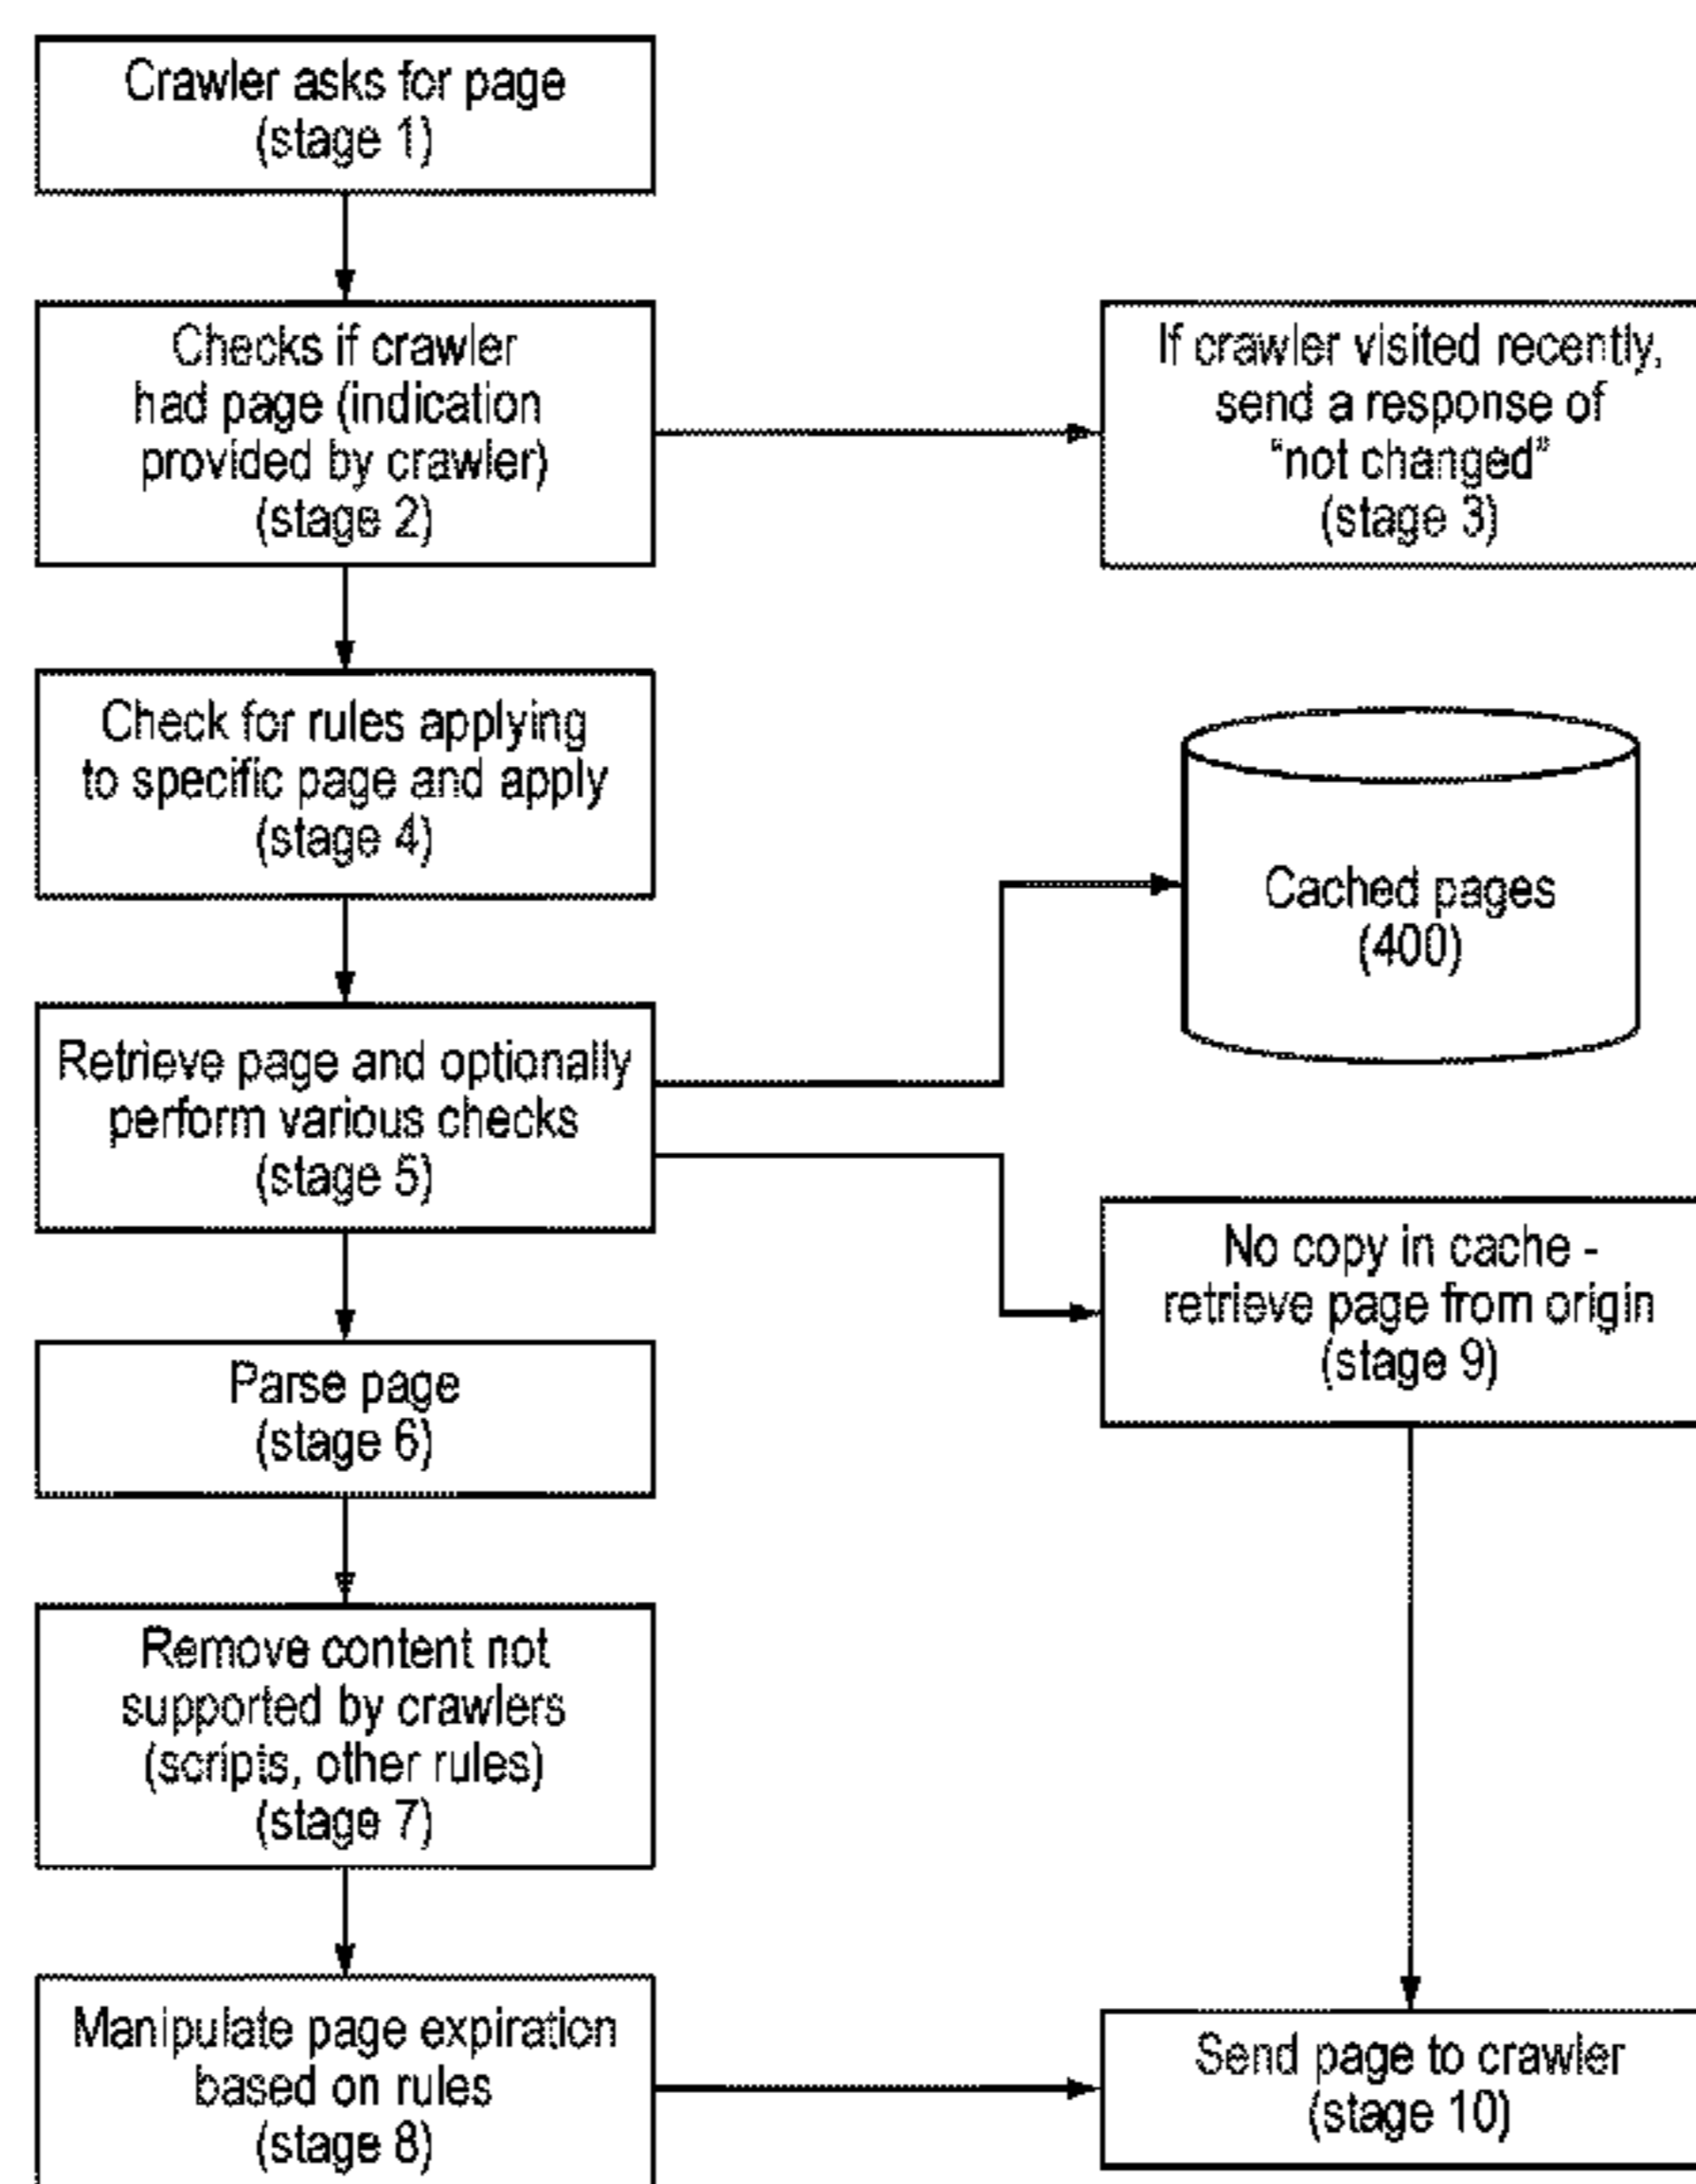 Crawler asks for page
(stage 1)
Checks if crawler
had page (indication
provided by crawler)
(stage 2)
If crawler visited recently,
send a response of
"not changed"
(stage 3)
Check for rules applying
to specific page and apply
(stage 4)
Cached pages
(400)
Retrieve page and optionally
perform various checks
(stage 5)
No copy in cache -
retrieve page from origin
(stage 9)
Parse page
(stage 6)
Remove content not
supported by crawlers
(scripts, other rules)
(stage 7)
Manipulate page expiration
based on rules
(stage 8)
Send page to crawler
(stage 10)